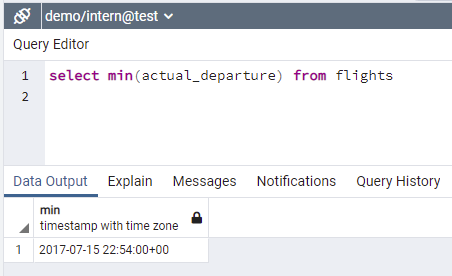 demo/intern@test
Query Editor
1 select min(actual_departure) from flights
2
Data Output Explain Messages Notifications Query History
min
timestamp with time zone
1 2017-07-15 22:54:00+00